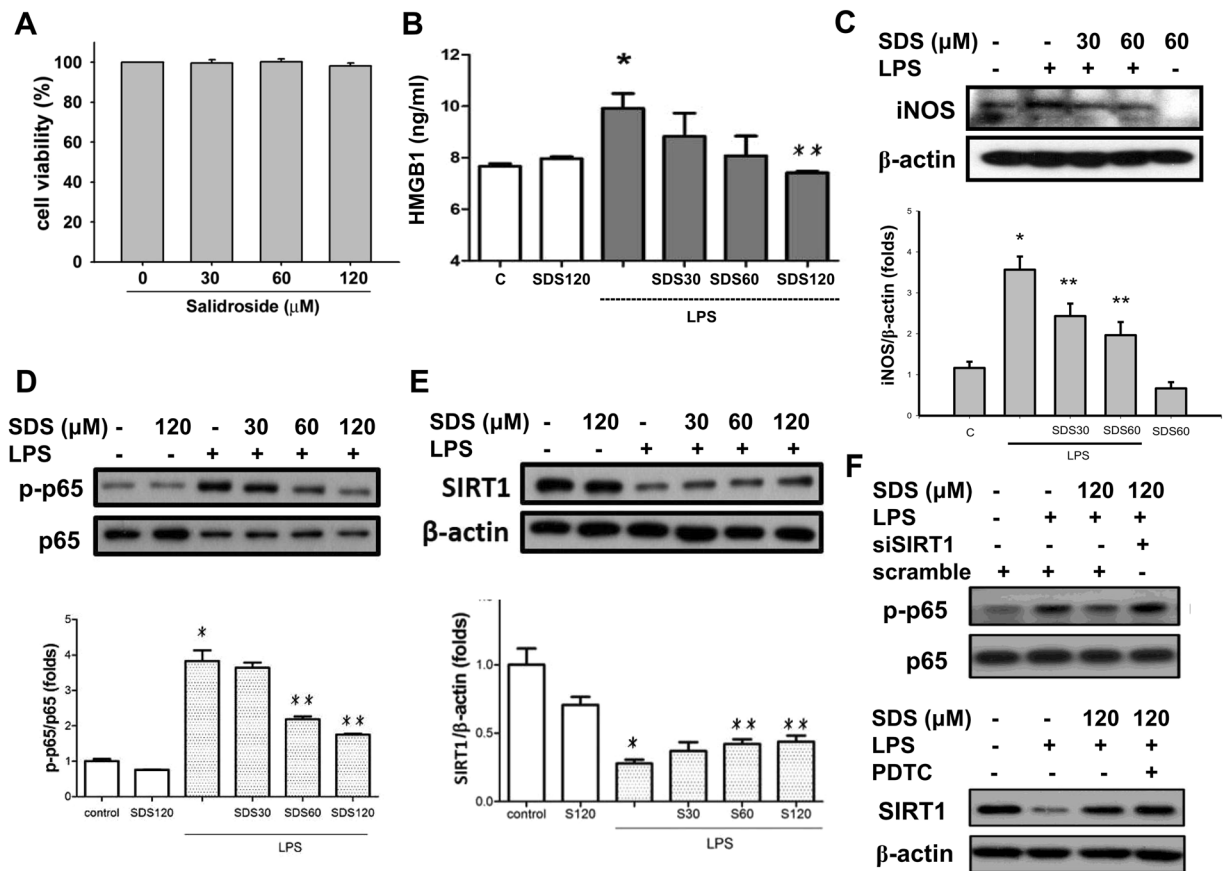 A
cell viability (%)
100
80
60
40
20
0
0 30 60 120
Salidroside (μM)
B
HMGB1 (ng/ml)
12
10
8
6
4
*
**
C SDS120 SDS30 SDS60 SDS120
LPS
C
SDS (μM) - - 30 60 60
LPS - + + + -
iNOS
β-actin
iNOS/β-actin (folds)
5
4
3
2
1
0
*
**
**
C SDS30 SDS60 SDS60
LPS
D
SDS (μM) - 120 - 30 60 120
LPS - - + + + +
p-p65
p65
p-p65/p65 (folds)
5
4
3
2
1
0
*
**
**
control SDS120 SDS30 SDS60 SDS120
LPS
E
SDS (μM) - 120 - 30 60 120
LPS - - + + + +
SIRT1
β-actin
SIRT1/β-actin (folds)
1.0
0.5
0.0
*
**
**
control S120 S30 S60 S120
LPS
F
SDS (μM) - - 120 120
LPS - + + +
siSIRT1 - - - +
scramble + + + -
p-p65
p65
SDS (μM) - - 120 120
LPS - + + +
PDTC - - - +
SIRT1
β-actin